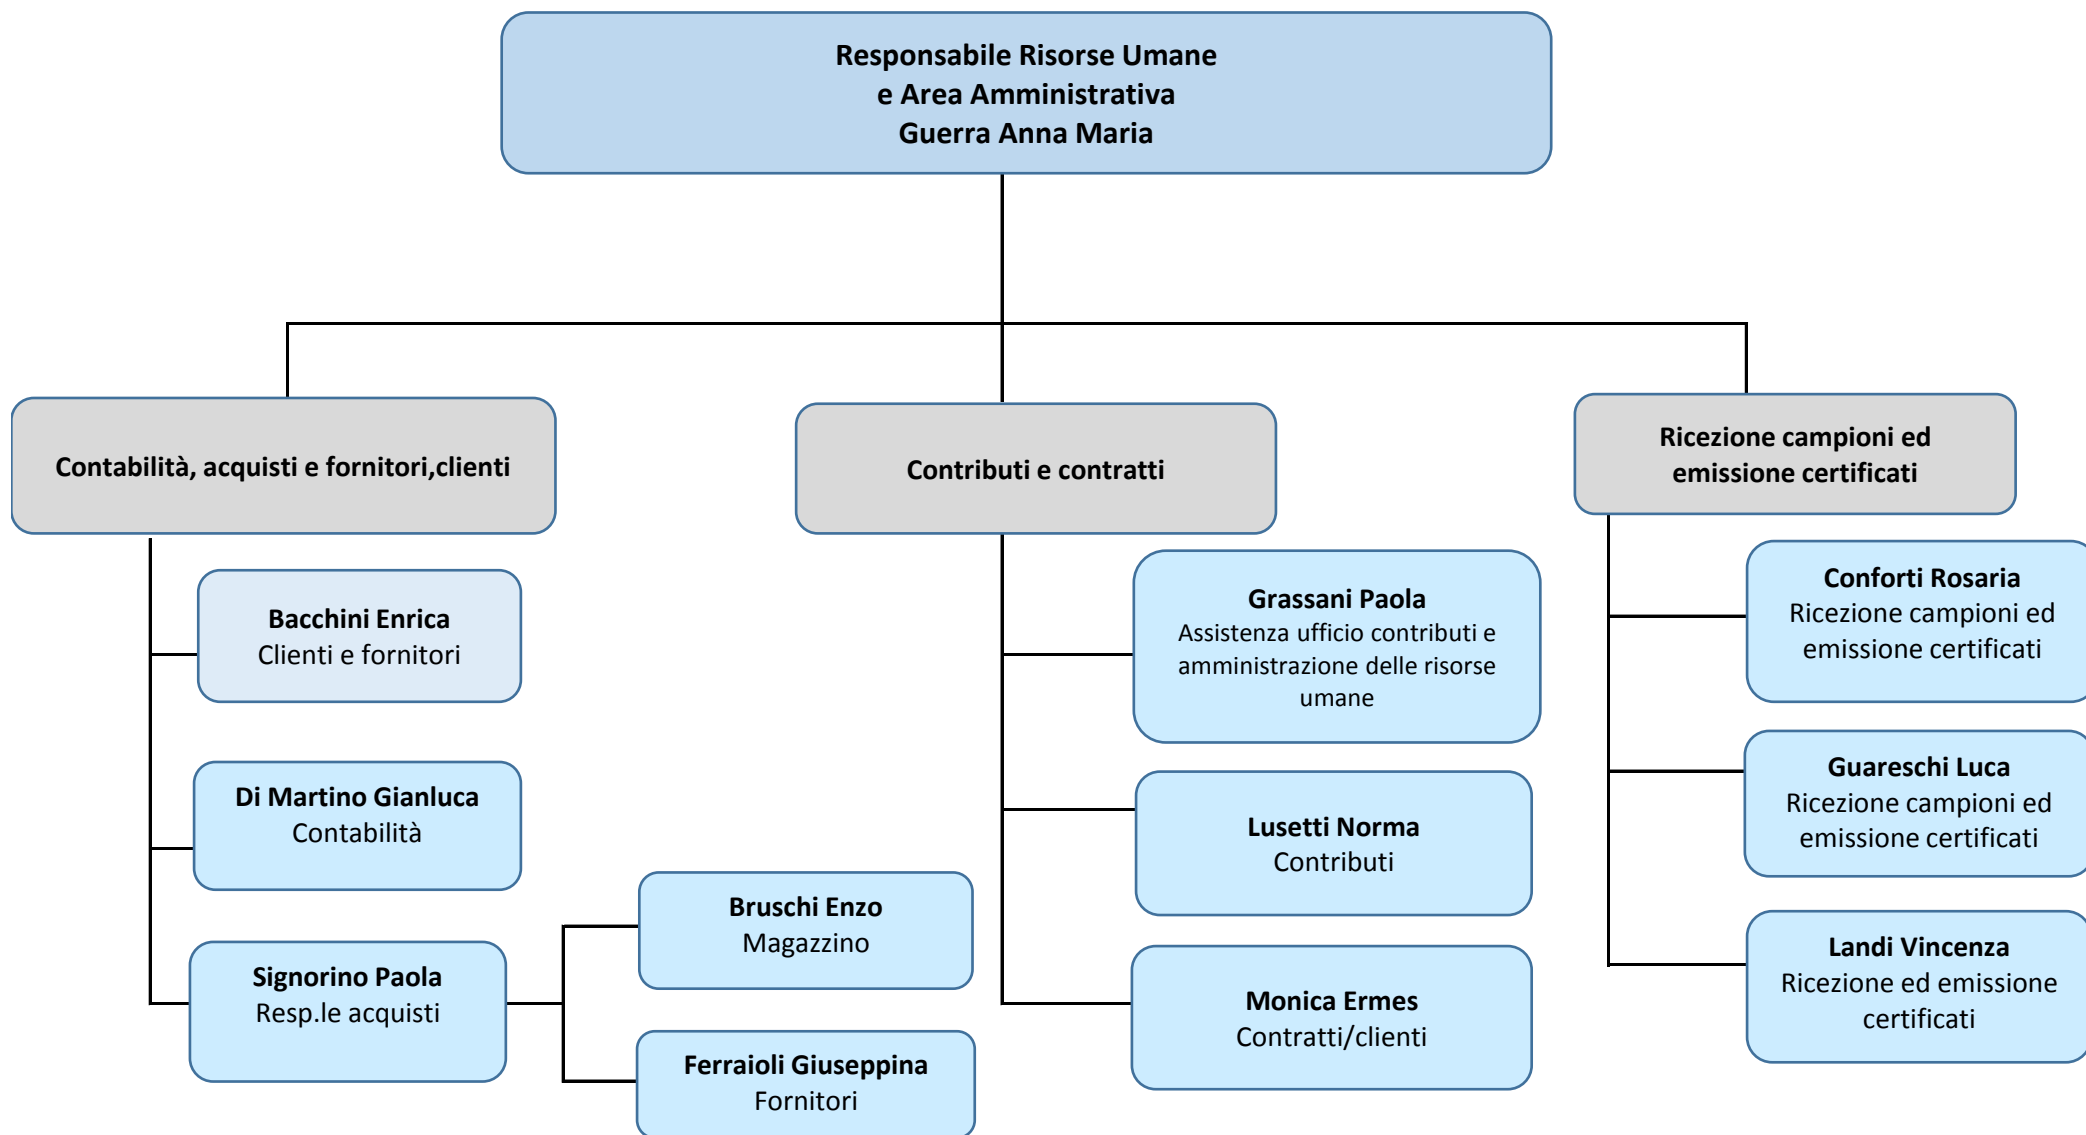 Responsabile Risorse Umane
e Area Amministrativa
Guerra Anna Maria
Contabilità, acquisti e fornitori,clienti
Contributi e contratti
Ricezione campioni ed
emissione certificati
Bacchini Enrica
Clienti e fornitori
Di Martino Gianluca
Contabilità
Signorino Paola
Resp.le acquisti
Bruschi Enzo
Magazzino
Ferraioli Giuseppina
Fornitori
Grassani Paola
Assistenza ufficio contributi e
amministrazione delle risorse
umane
Lusetti Norma
Contributi
Monica Ermes
Contratti/clienti
Conforti Rosaria
Ricezione campioni ed
emissione certificati
Guareschi Luca
Ricezione campioni ed
emissione certificati
Landi Vincenza
Ricezione ed emissione
certificati